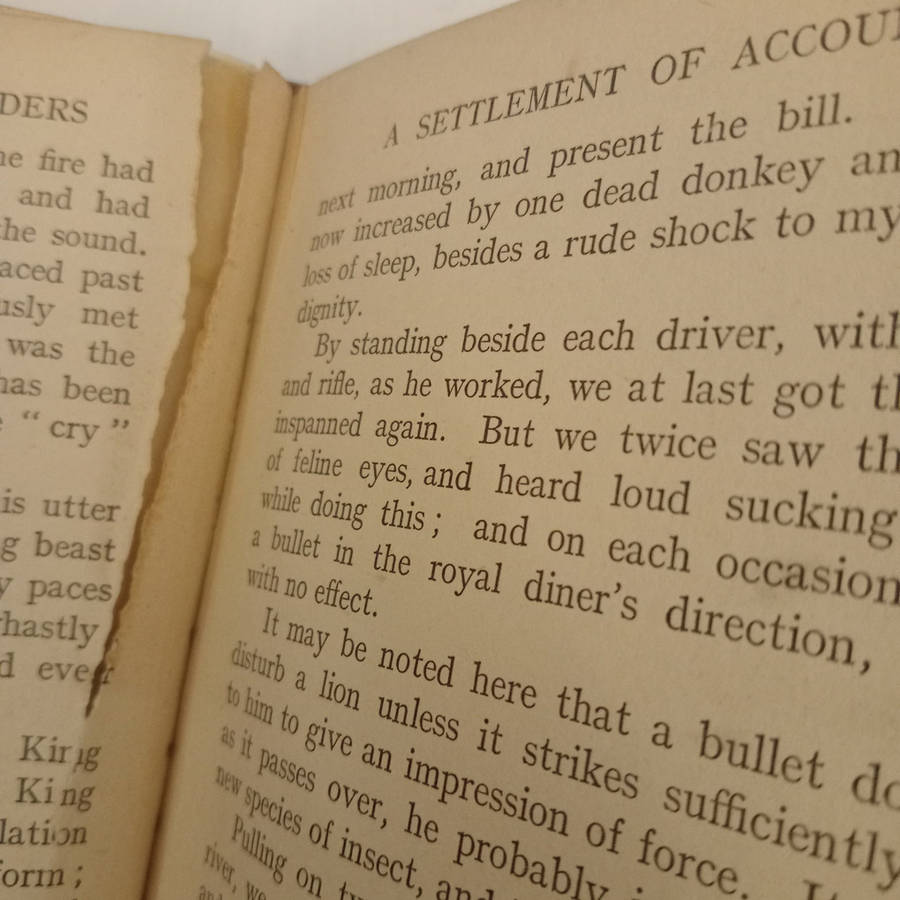 DERS
he fire had
and had
the sound.
aced past
usly met
was the
has been
" cry "
is utter
g beast
y paces
hastly
d ever
King
King
lation
form ;
A SETTLEMENT OF ACCOU
next morning, and present the bill.
now increased by one dead donkey an
loss of sleep, besides a rude shock to my
dignity.
By standing beside each driver, with
and rifle, as he worked, we at last got th
inspanned again. But we twice saw th
of feline eyes, and heard loud sucking
while doing this ; and on each occasion
a bullet in the royal diner's direction,
with no effect.
It may be noted here that a bullet do
disturb a lion unless it strikes sufficiently
to him to give an impression of force.
as it passes over, he probably
new species of insect, and
Pulling on
river, we
and